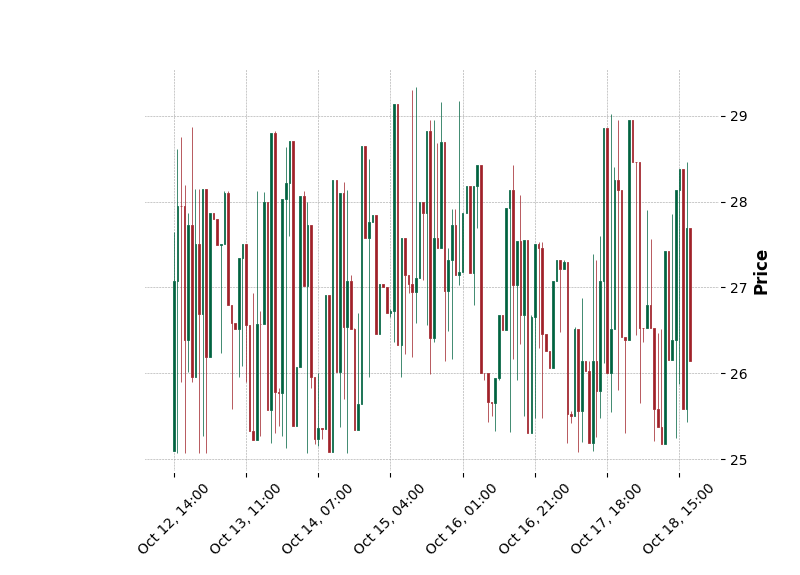 29
28
27
26
25
Price
Oct 12, 14:00
Oct 13, 11:00
Oct 14, 07:00
Oct 15, 04:00
Oct 16, 01:00
Oct 16, 21:00
Oct 17, 18:00
Oct 18, 15:00